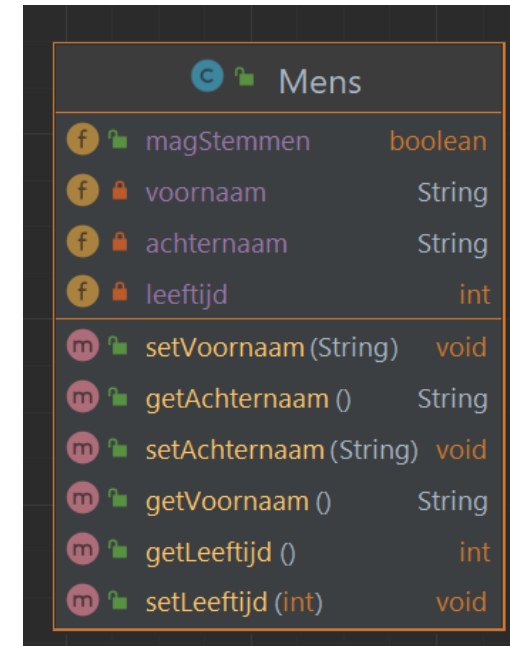 C Mens
f magStemmen boolean
f voornaam String
f achternaam String
f leeftijd int
m setVoornaam (String) void
m getAchternaam () String
m setAchternaam (String) void
m getVoornaam () String
m getLeeftijd () int
m setLeeftijd (int) void